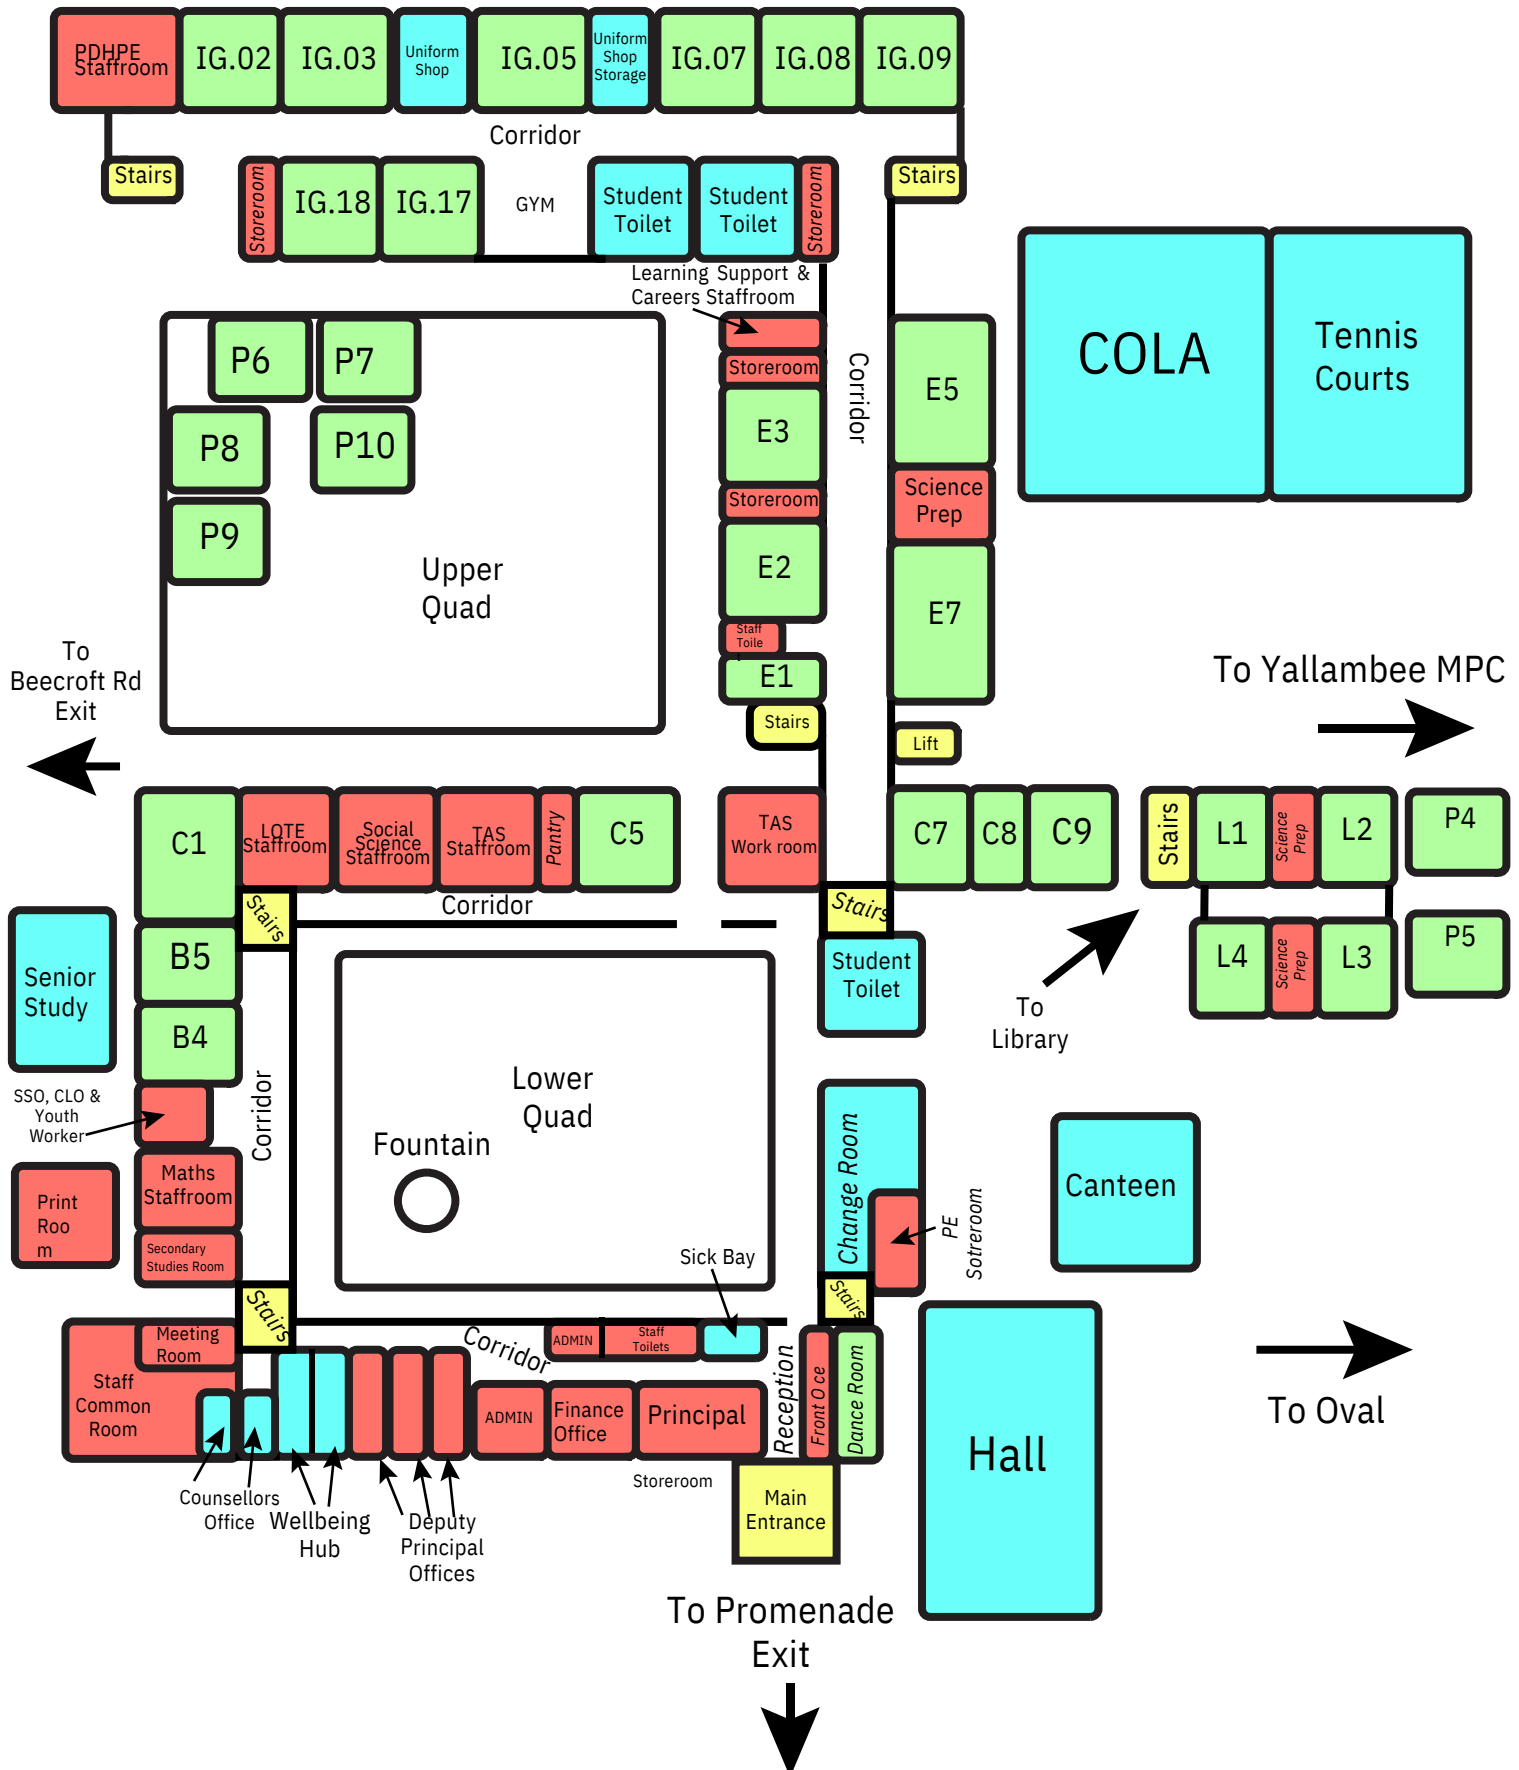 PDHPE
Staffroom
IG.02
IG.03
Uniform
Shop
IG.05
Uniform
Shop
Storage
IG.07
IG.08
IG.09
Corridor
Stairs
Storeroom
IG.18
IG.17
GYM
Student
Toilet
Student
Toilet
Storeroom
Stairs
Learning Support &
Careers Staffroom
P6
P7
P8
P10
P9
Upper
Quad
Storeroom
E3
Storeroom
E2
Staff
Toile
E1
Stairs
Corridor
E5
Science
Prep
E7
Lift
COLA
Tennis
Courts
To
Beecroft Rd
Exit
To Yallambee MPC
C1
LOTE
Staffroom
Social
Science
Staffroom
TAS
Staffroom
Pantry
C5
TAS
Work room
C7
C8
C9
Stairs
L1
Science
Prep
L2
P4
Stairs
Corridor
Stairs
Student
Toilet
L4
Science
Prep
L3
P5
To
Library
Senior
Study
B5
B4
SSO, CLO &
Youth
Worker
Corridor
Maths
Staffroom
Print
Roo
m
Secondary
Studies Room
Lower
Quad
Fountain
Sick Bay
Change Room
PE
Sotreroom
Canteen
Stairs
Stairs
Meeting
Room
Staff
Common
Room
Corridor
ADMIN
Staff
Toilets
ADMIN
Finance
Office
Principal
Reception
Front O ce
Dance Room
Hall
To Oval
Counsellors
Office
Wellbeing
Hub
Deputy
Principal
Offices
Storeroom
Main
Entrance
To Promenade
Exit